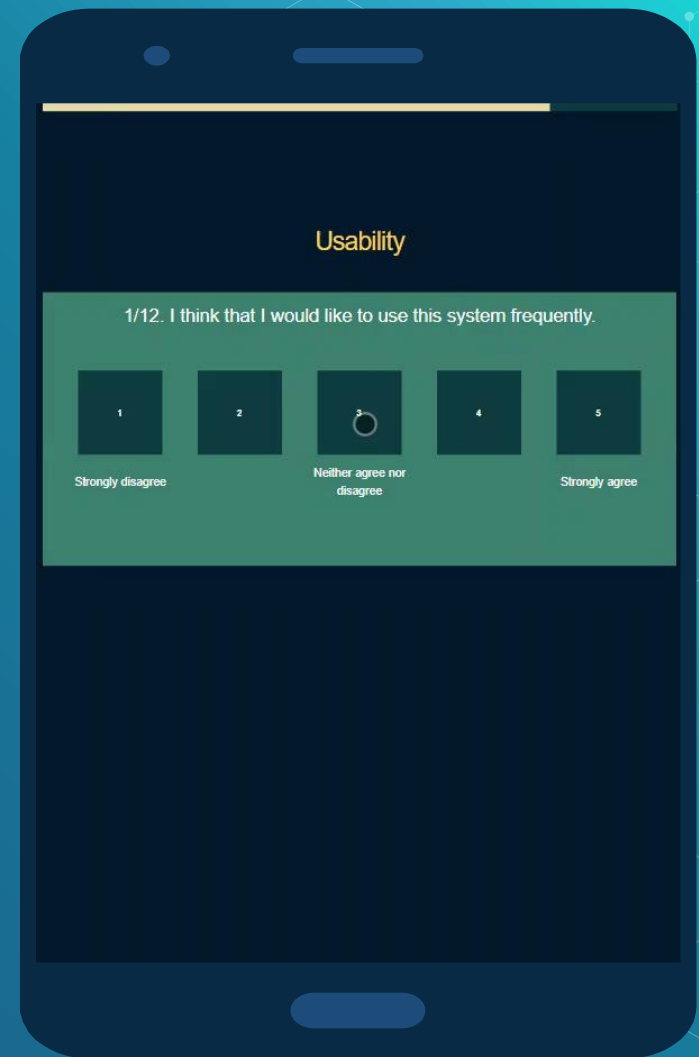 Usability
1/12. I think that I would like to use this system frequently.
1
2
3
4
5
Strongly disagree
Neither agree nor
disagree
Strongly agree